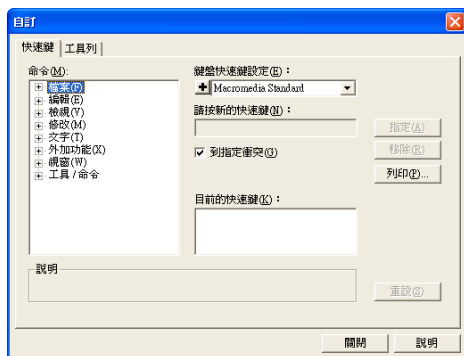 自訂
快速鍵 工具列
命令(M):
檔案(F)
編輯(E)
檢視(V)
修改(M)
文字(T)
外加功能(X)
視窗(W)
工具/命令
鍵盤快速鍵設定(E)：
Macromedia Standard
請按新的快速鍵(N)：
列指定衝突(G)
目前的快速鍵(K)：
指定(A)
移除(R)
列印(P)...
說明
重設(S)
關閉
說明